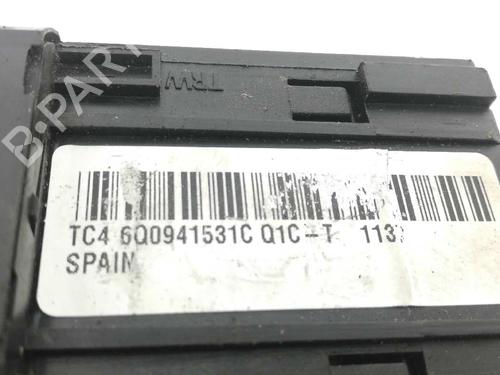 TRW
B-PARTS
TC4 6Q0941531C Q1C-T 113
SPAIN